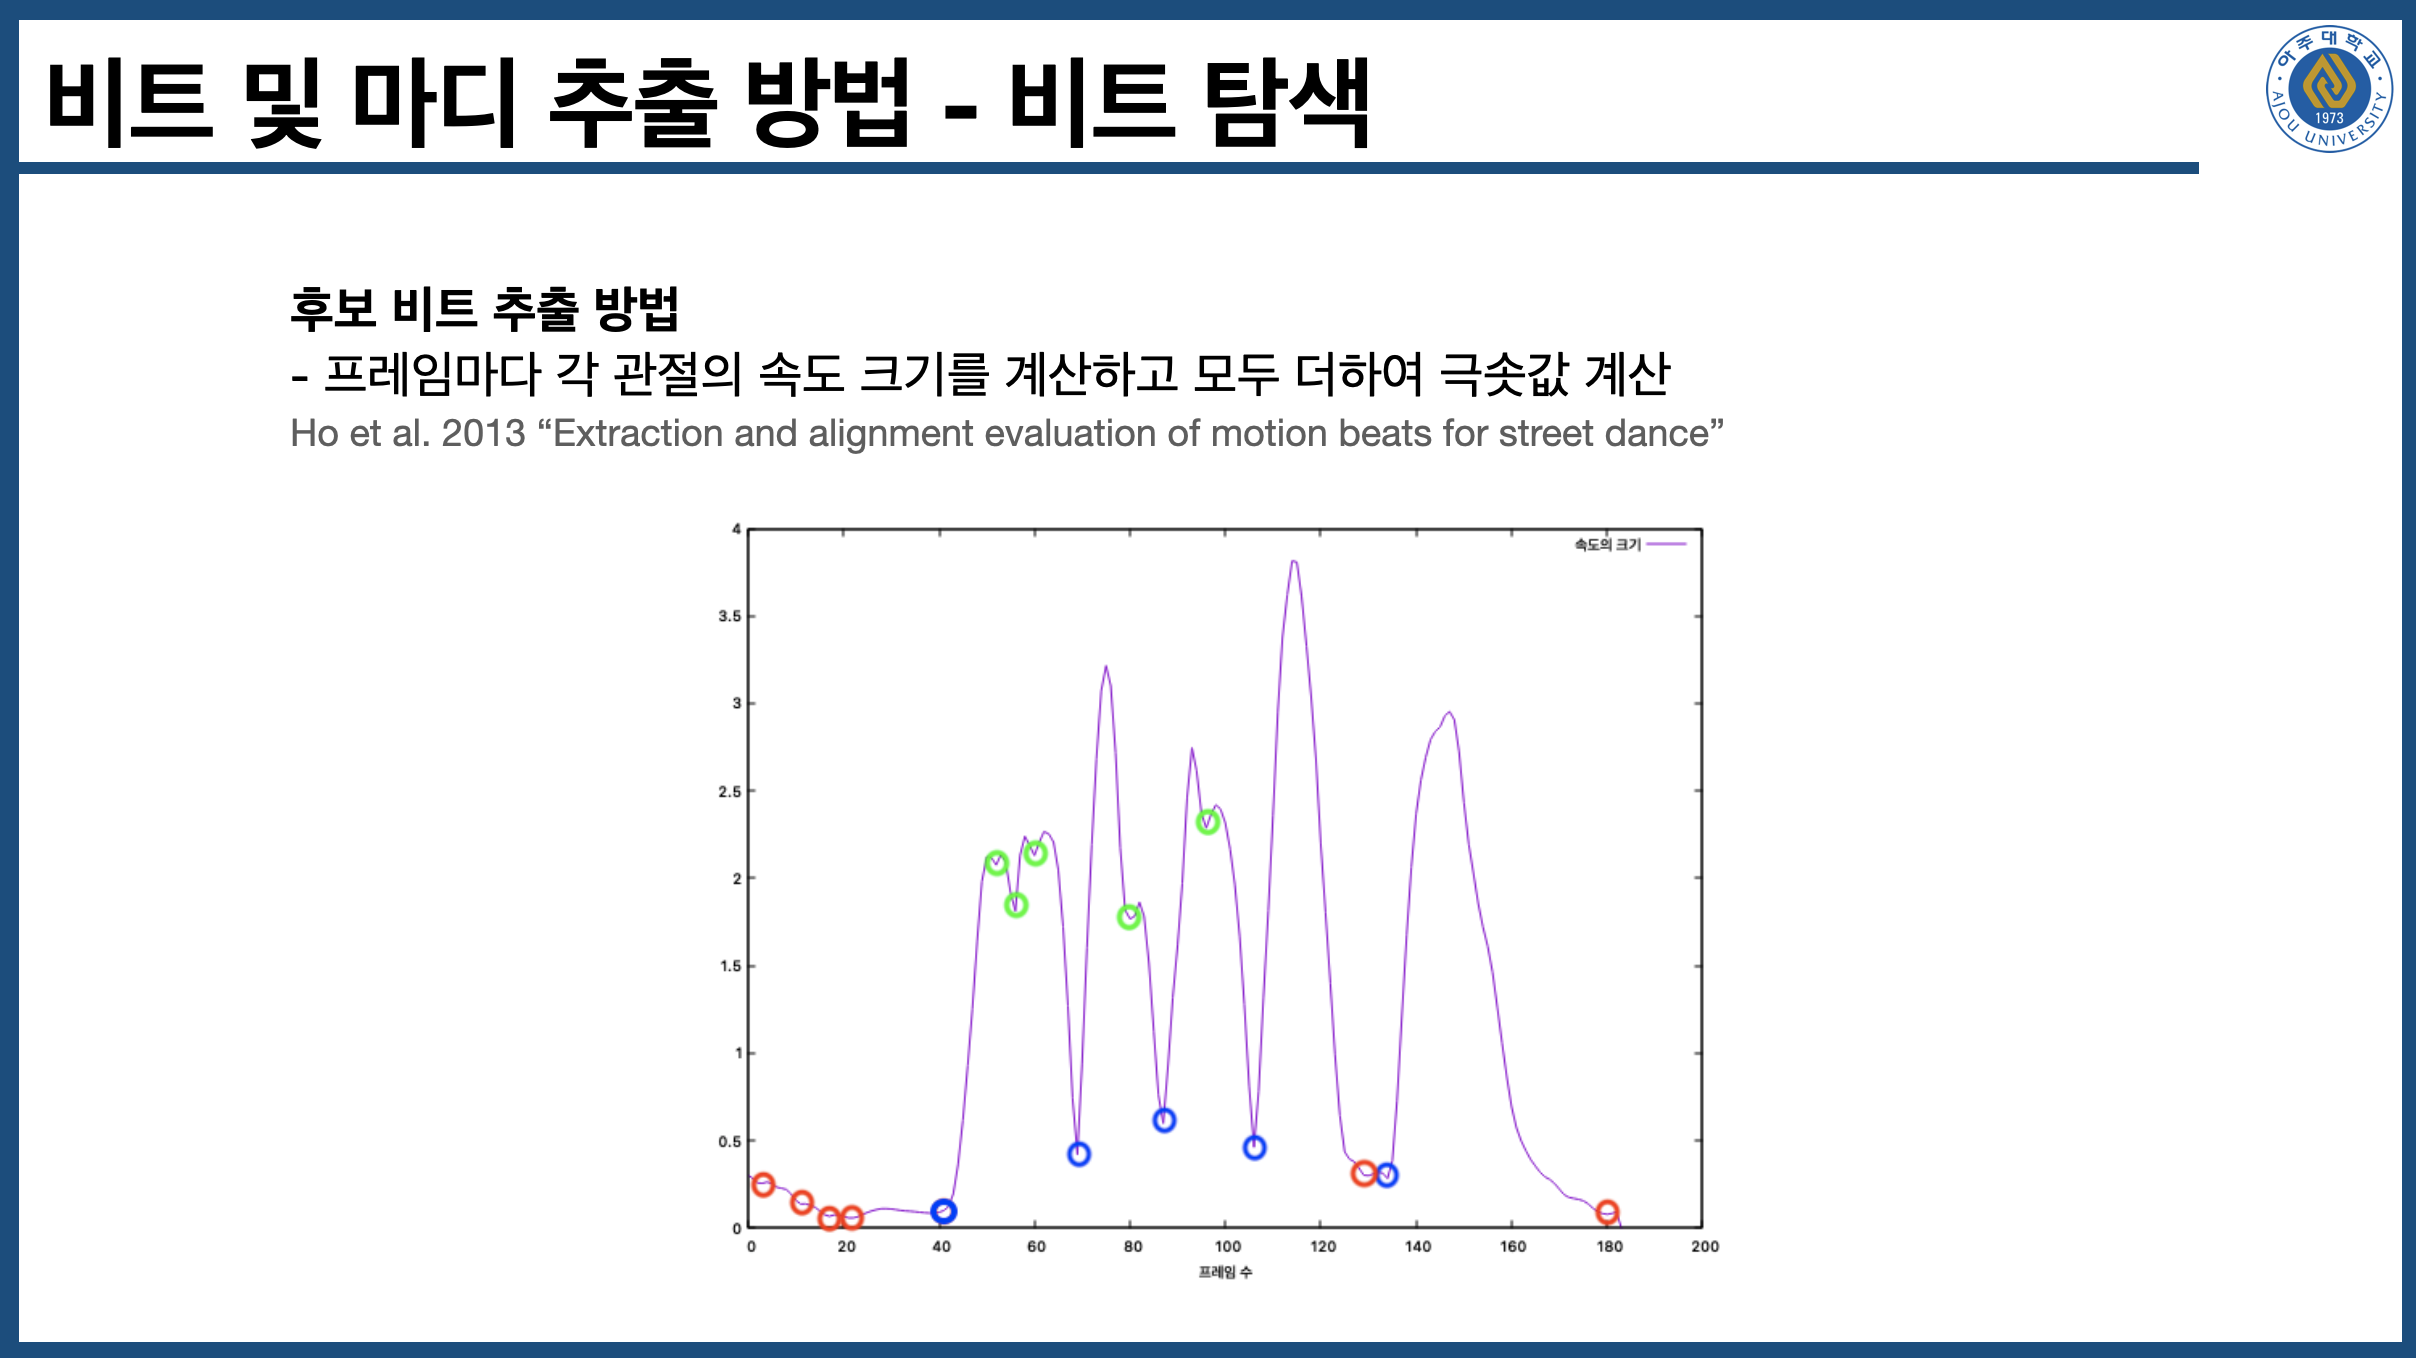 비트 및 마디 추출 방법 - 비트 탐색
아주대학교
AJOU UNIVERSITY
1973
후보 비트 추출 방법
- 프레임마다 각 관절의 속도 크기를 계산하고 모두 더하여 극솟값 계산
Ho et al. 2013 “Extraction and alignment evaluation of motion beats for street dance”
속도의 크기
4
3.5
3
2.5
2
1.5
1
0.5
0
0 20 40 60 80 100 120 140 160 180 200
프레임 수